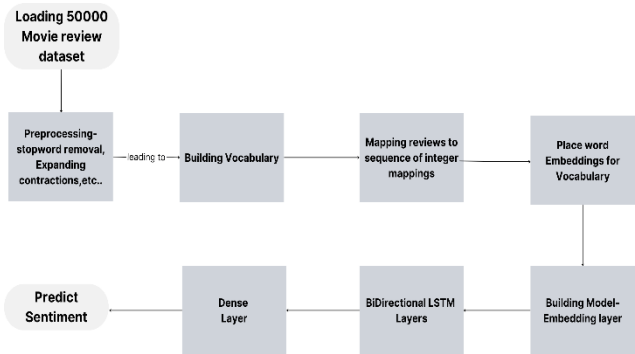 Loading 50000
Movie review
dataset
Preprocessing-
stopword removal,
Expanding
contractions,etc..
leading to
Building Vocabulary
Mapping reviews to
sequence of integer
mappings
Place word
Embeddings for
Vocabulary
Building Model-
Embedding layer
BiDirectional LSTM
Layers
Dense
Layer
Predict
Sentiment